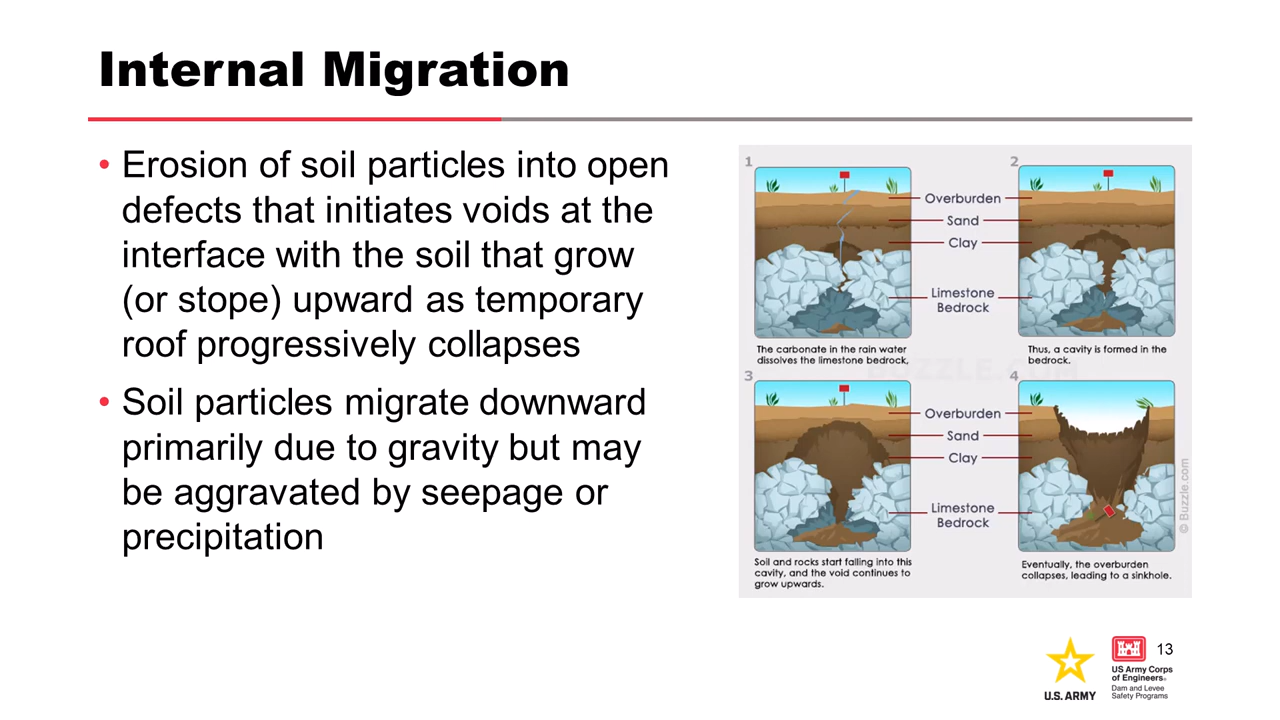 Internal Migration
• Erosion of soil particles into open
defects that initiates voids at the
interface with the soil that grow
(or stope) upward as temporary
roof progressively collapses
• Soil particles migrate downward
primarily due to gravity but may
be aggravated by seepage or
precipitation
1
2
Overburden
Sand
Clay
Limestone
Bedrock
The carbonate in the rain water
dissolves the limestone bedrock,
Thus, a cavity is formed in the
bedrock.
BUZZLE.COM
3
4
Overburden
Sand
Clay
Limestone
Bedrock
Soil and rocks start falling into this
cavity, and the void continues to
grow upwards.
Eventually, the overburden
collapses, leading to a sinkhole.
© Buzzle.com
U.S. ARMY
US Army Corps
of Engineers®
Dam and Levee
Safety Programs
13